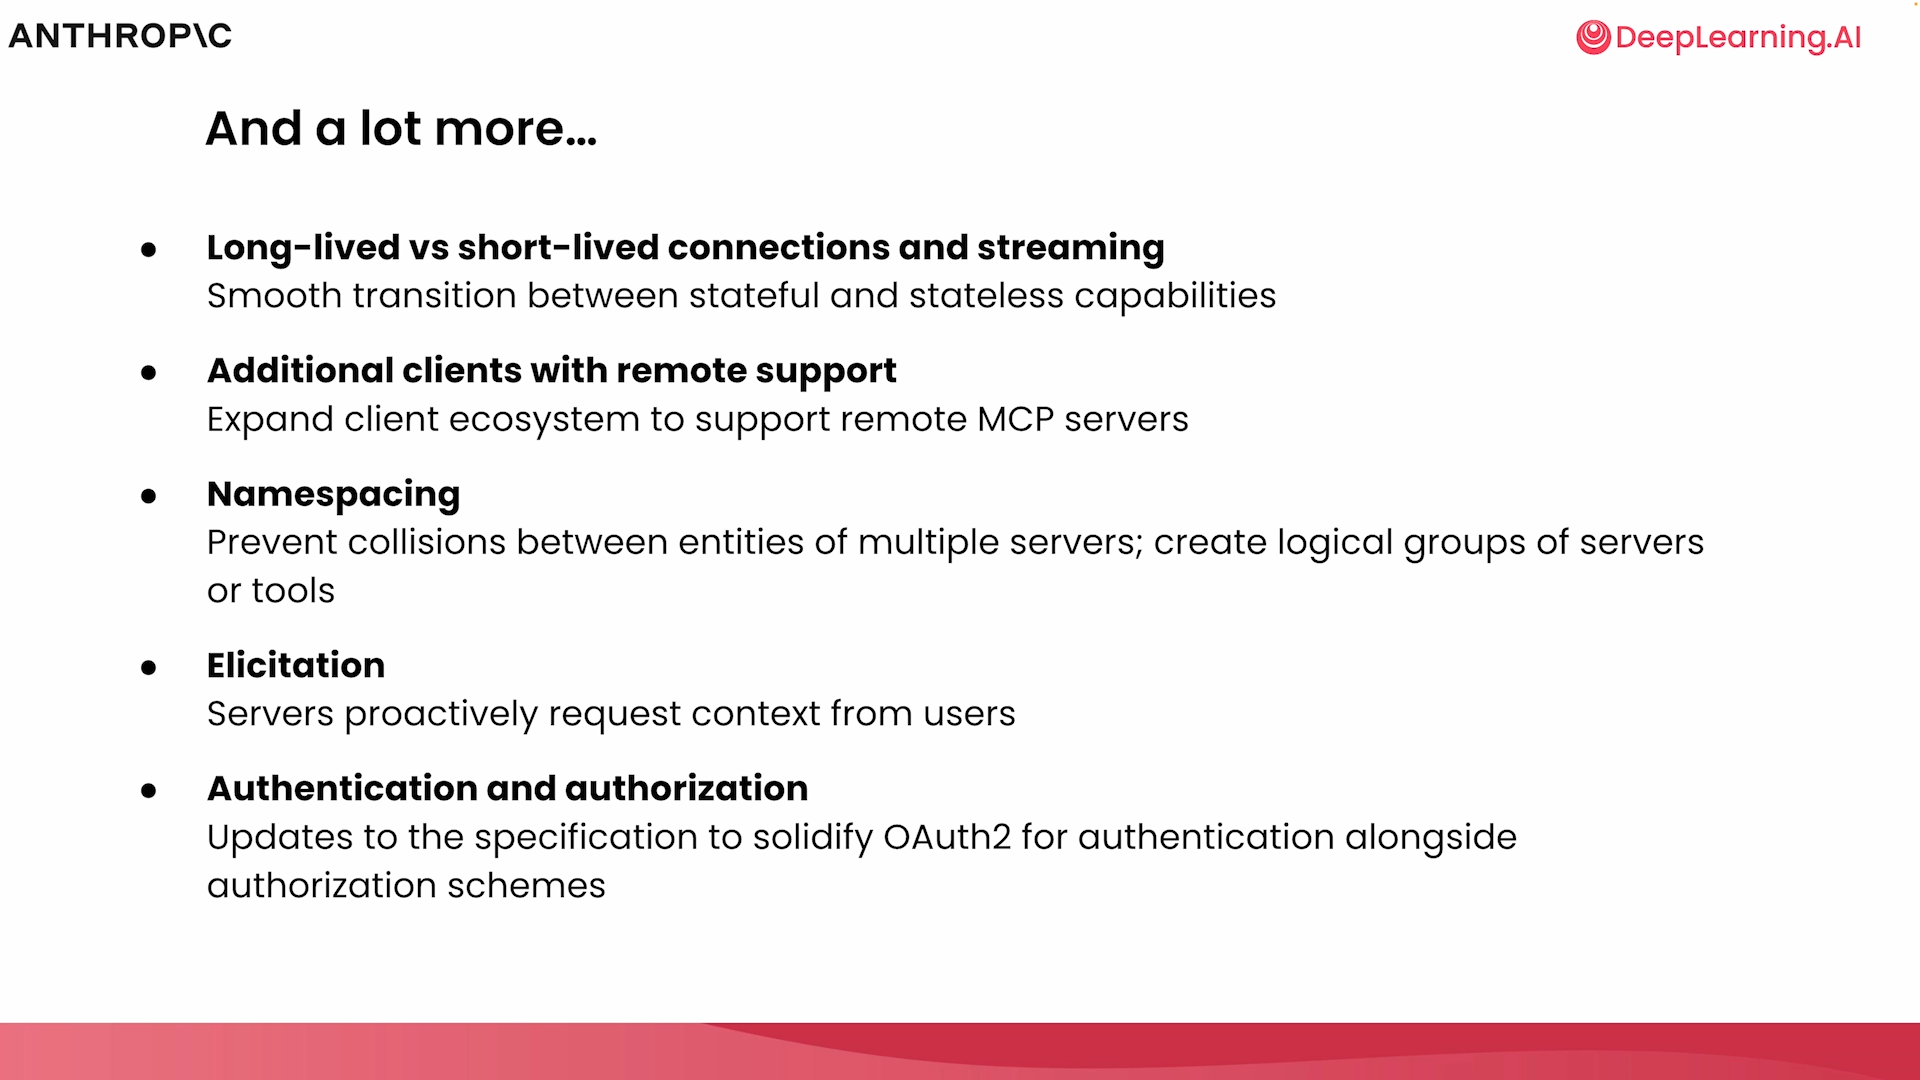 ANTHROP\C
DeepLearning.AI
And a lot more...
● Long-lived vs short-lived connections and streaming
Smooth transition between stateful and stateless capabilities
● Additional clients with remote support
Expand client ecosystem to support remote MCP servers
● Namespacing
Prevent collisions between entities of multiple servers; create logical groups of servers
or tools
● Elicitation
Servers proactively request context from users
● Authentication and authorization
Updates to the specification to solidify OAuth2 for authentication alongside
authorization schemes